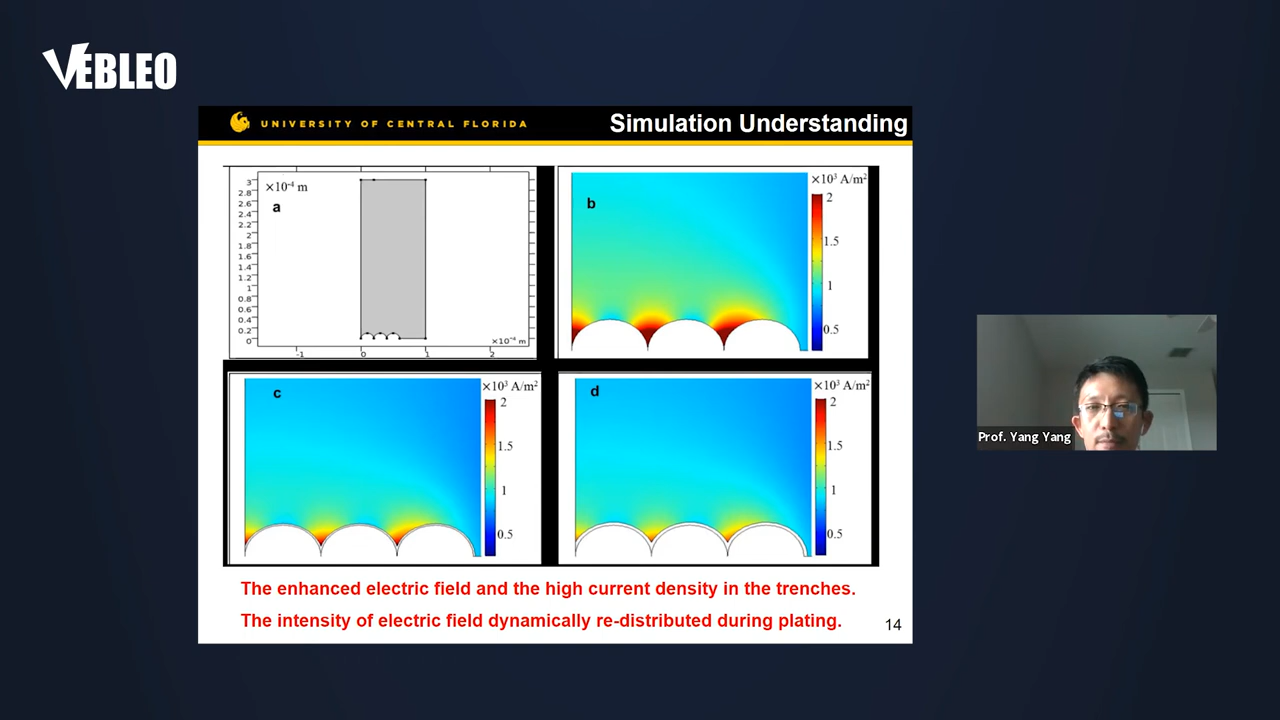 VEBLEO
UNIVERSITY OF CENTRAL FLORIDA
Simulation Understanding
×10⁻⁴ m
a
3
2.8
2.6
2.4
2.2
2
1.8
1.6
1.4
1.2
1
0.8
0.6
0.4
0.2
0
-1
0
1
2
×10⁻⁴ m
b
×10³ A/m²
2
1.5
1
0.5
c
×10³ A/m²
2
1.5
1
0.5
d
×10³ A/m²
2
1.5
1
0.5
The enhanced electric field and the high current density in the trenches.
The intensity of electric field dynamically re-distributed during plating.
14
Prof. Yang Yang